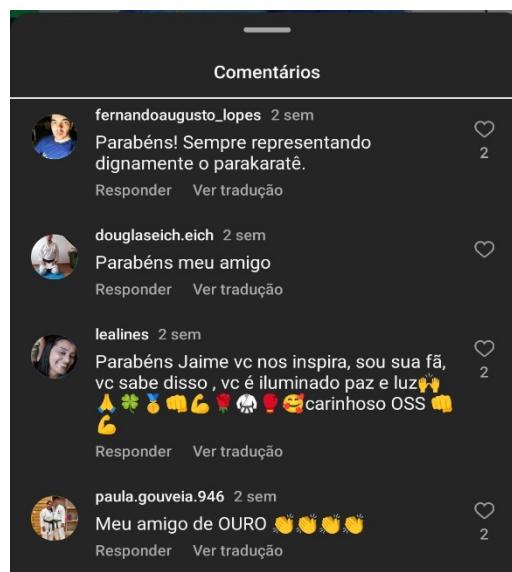 Comentários
fernandoaugusto_lopes 2 sem
Parabéns! Sempre representando
dignamente o parakaratê.
2
Responder Ver tradução
douglaseich.eich 2 sem
Parabéns meu amigo
Responder Ver tradução
lealines 2 sem
Parabéns Jaime vc nos inspira, sou sua fã,
vc sabe disso , vc é iluminado paz e luz🙌
🙏🍀🥇👊💪🌹🥋🥊🥰carinhoso OSS 👊
💪
2
Responder Ver tradução
paula.gouveia.946 2 sem
Meu amigo de OURO 👏👏👏👏
2
Responder Ver tradução